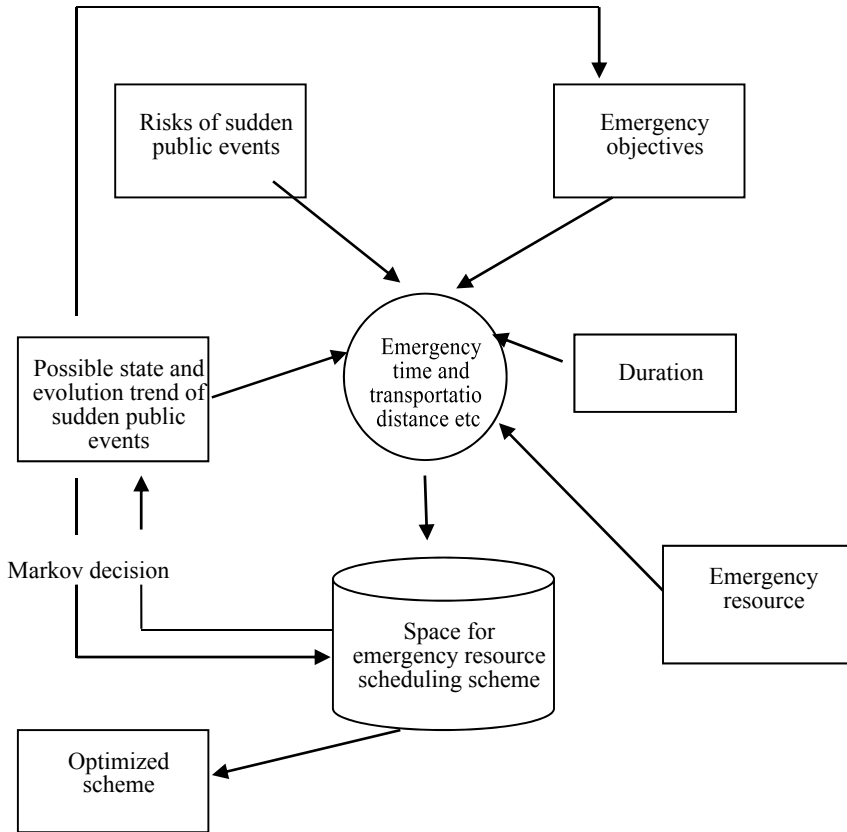 Risks of sudden
public events
Emergency
objectives
Possible state and
evolution trend of
sudden public
events
Emergency
time and
transportatio
distance etc
Duration
Markov decision
Emergency
resource
Space for
emergency resource
scheduling scheme
Optimized
scheme